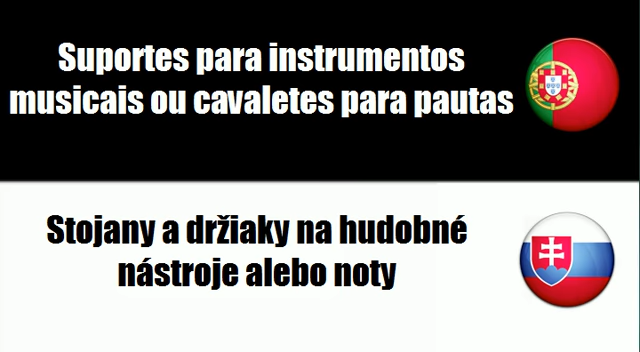 Suportes para instrumentos
musicais ou cavaletes para pautas
Stojany a držiaky na hudobné
nástroje alebo noty